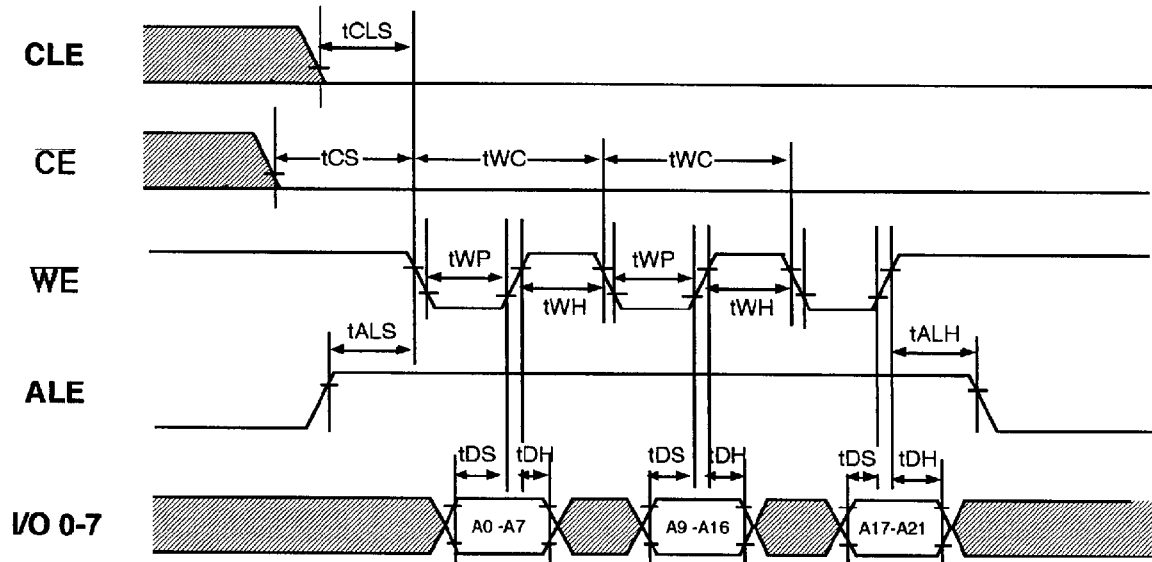 CLE tCLS
CE tCS tWC tWC
WE tWP tWP
tWH tWH
ALE tALS tALH
tDS tDH tDS tDH tDS tDH
I/O 0-7 A0 -A7 A9 -A16 A17-A21